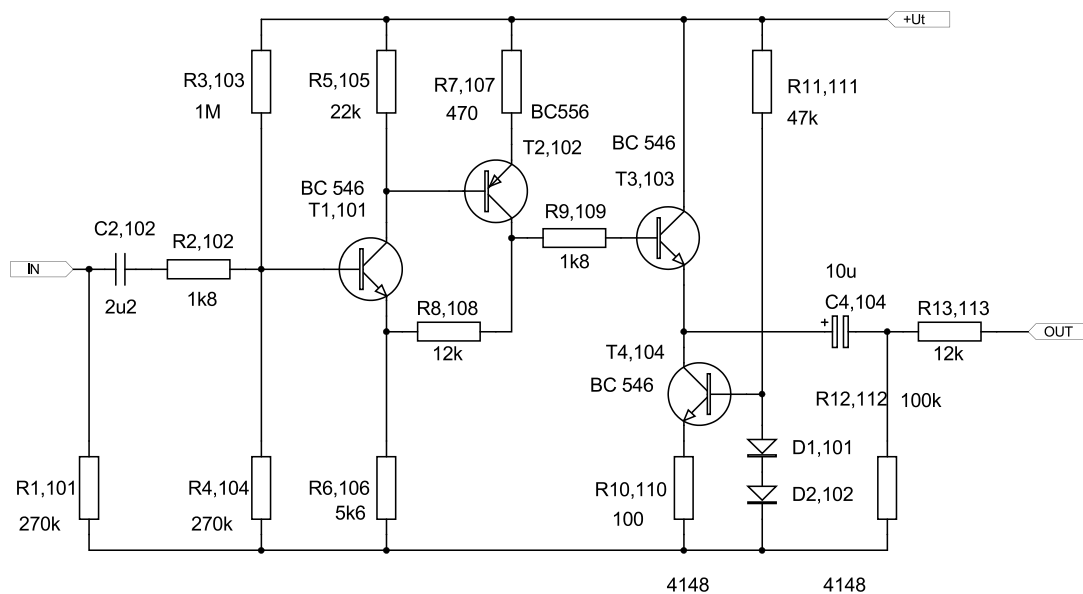 +Ut
R3,103
1M
R5,105
22k
R7,107
470
BC556
T2,102
R11,111
47k
BC 546
T3,103
BC 546
T1,101
R9,109
1k8
C2,102
2u2
R2,102
1k8
IN
R8,108
12k
10u
C4,104
+
R13,113
12k
OUT
T4,104
BC 546
R12,112
100k
D1,101
D2,102
R1,101
270k
R4,104
270k
R6,106
5k6
R10,110
100
4148
4148